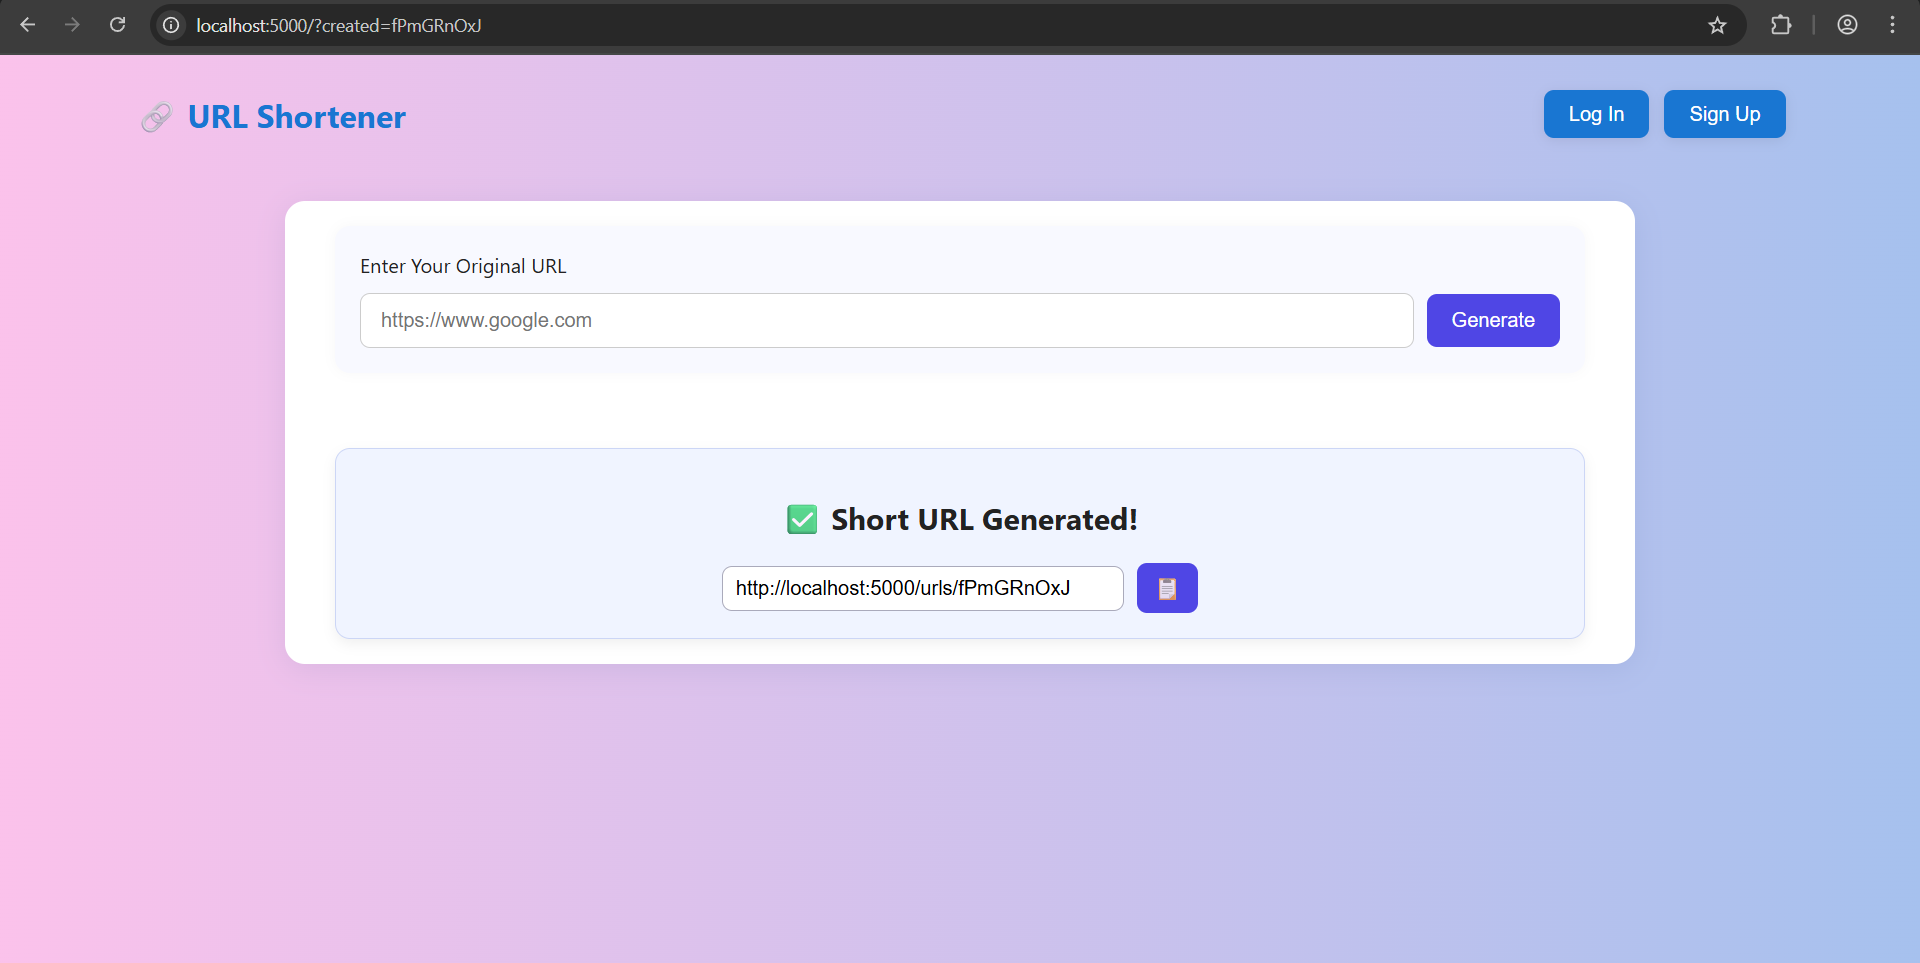 localhost:5000/?created=fPmGRnOxJ
URL Shortener
Log In
Sign Up
Enter Your Original URL
https://www.google.com
Generate
Short URL Generated!
http://localhost:5000/urls/fPmGRnOxJ